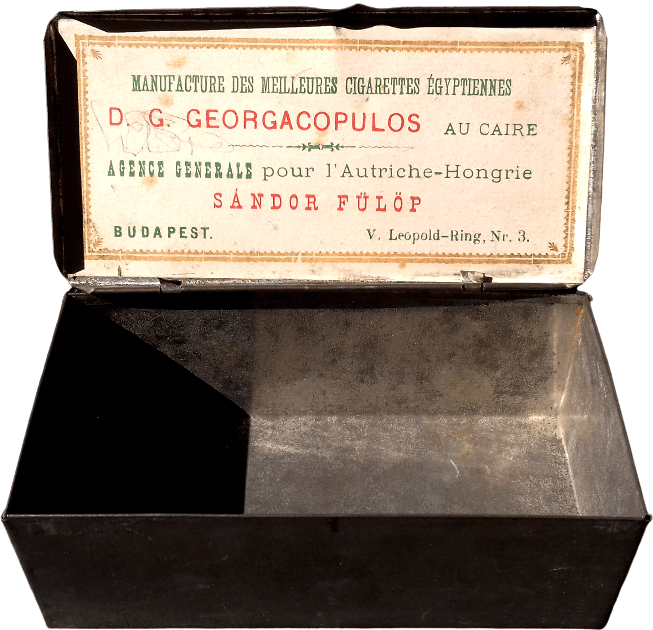 MANUFACTURE DES MEILLEURES CIGARETTES ÉGYPTIENNES
D. G. GEORGACOPULOS AU CAIRE
AGENCE GENERALE pour l'Autriche-Hongrie
SÁNDOR FÜLÖP
BUDAPEST. V. Leopold-Ring, Nr. 3.